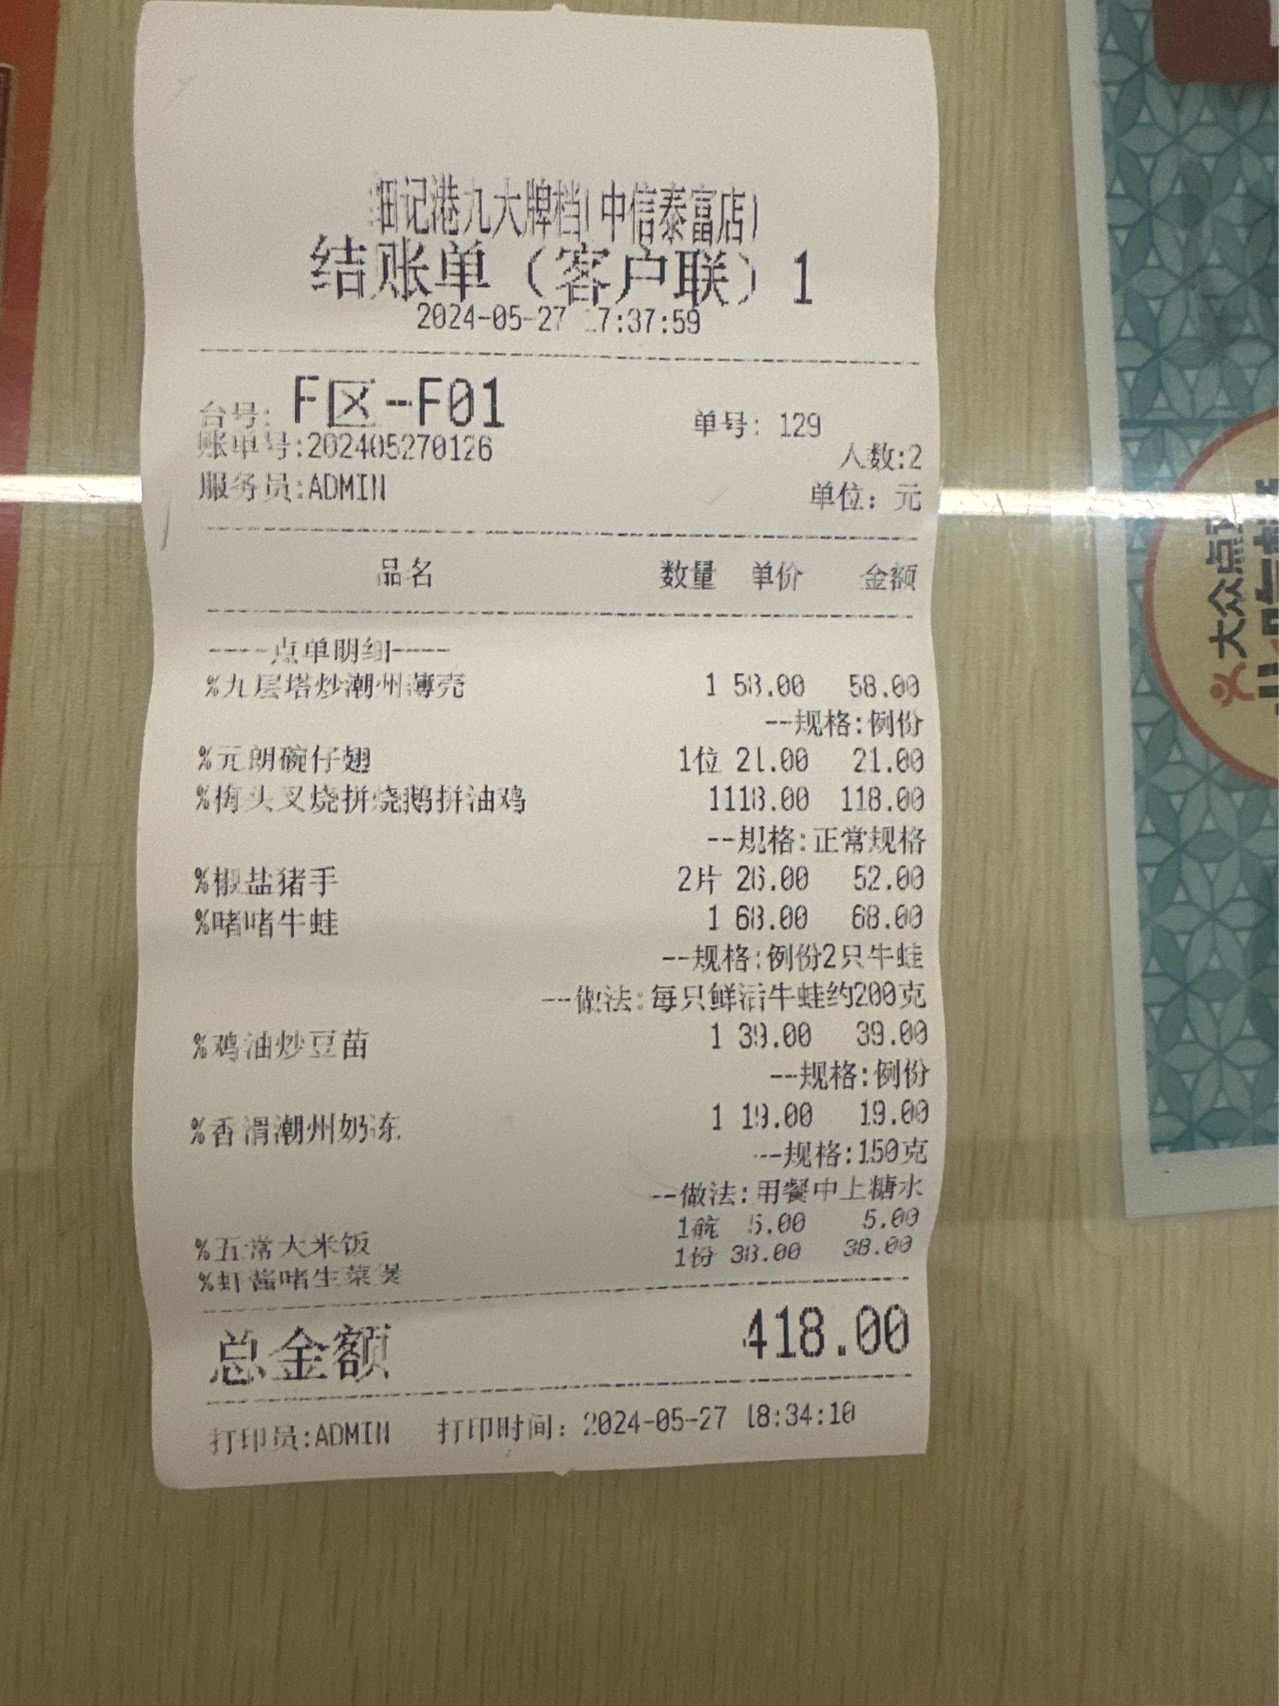 细记港九大牌档(中信泰富店)
结账单（客户联）1
2024-05-27 17:37:59
台号: F区-F01 单号: 129
账单号:202405270126 人数:2
服务员:ADMIN 单位: 元
品名 数量 单价 金额
----点单明细----
%九层塔炒潮州薄壳 1 58.00 58.00
--规格:例份
%元朗碗仔翅 1位 21.00 21.00
%梅头叉烧拼烧鹅拼油鸡 1118.00 118.00
--规格:正常规格
%椒盐猪手 2片 26.00 52.00
%啫啫牛蛙 1 68.00 68.00
--规格:例份2只牛蛙
--做法:每只鲜活牛蛙约200克
%鸡油炒豆苗 1 39.00 39.00
--规格:例份
%香滑潮州奶冻 1 19.00 19.00
--规格:150克
--做法:用餐中上糖水
%五常大米饭 1碗 5.00 5.00
%虾酱啫生菜煲 1份 38.00 38.00
总金额 418.00
打印员:ADMIN 打印时间: 2024-05-27 18:34:10
大众点